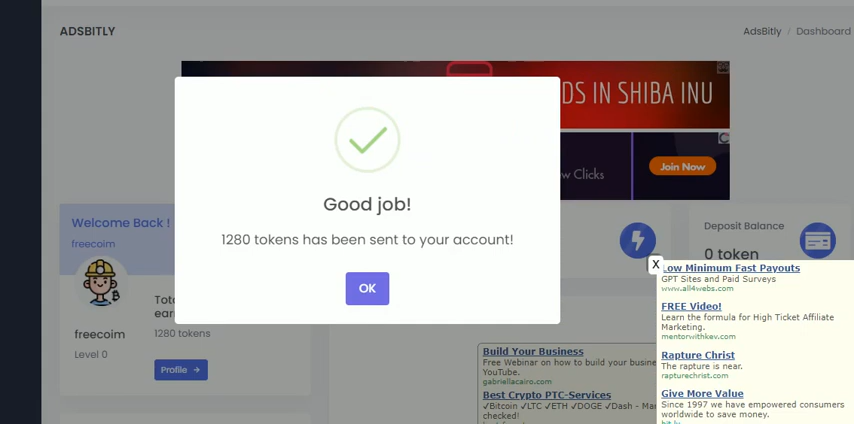 ADSBITLY
AdsBitly / Dashboard
DS IN SHIBA INU
w Clicks
Join Now
Welcome Back !
freecoim
Good job!
1280 tokens has been sent to your account!
OK
Deposit Balance
0 token
freecoim
Level 0
1280 tokens
Profile →
X
Low Minimum Fast Payouts
GPT Sites and Paid Surveys
www.all4webs.com
FREE Video!
Learn the formula for High Ticket Affiliate
Marketing.
mentorwithkev.com
Rapture Christ
The rapture is near.
rapturechrist.com
Give More Value
Since 1997 we have empowered consumers
worldwide to save money.
Build Your Business
Free Webinar on how to build your busine
YouTube.
gabriellacairo.com
Best Crypto PTC-Services
✓Bitcoin ✓LTC ✓ETH ✓DOGE ✓Dash - Ma
checked!